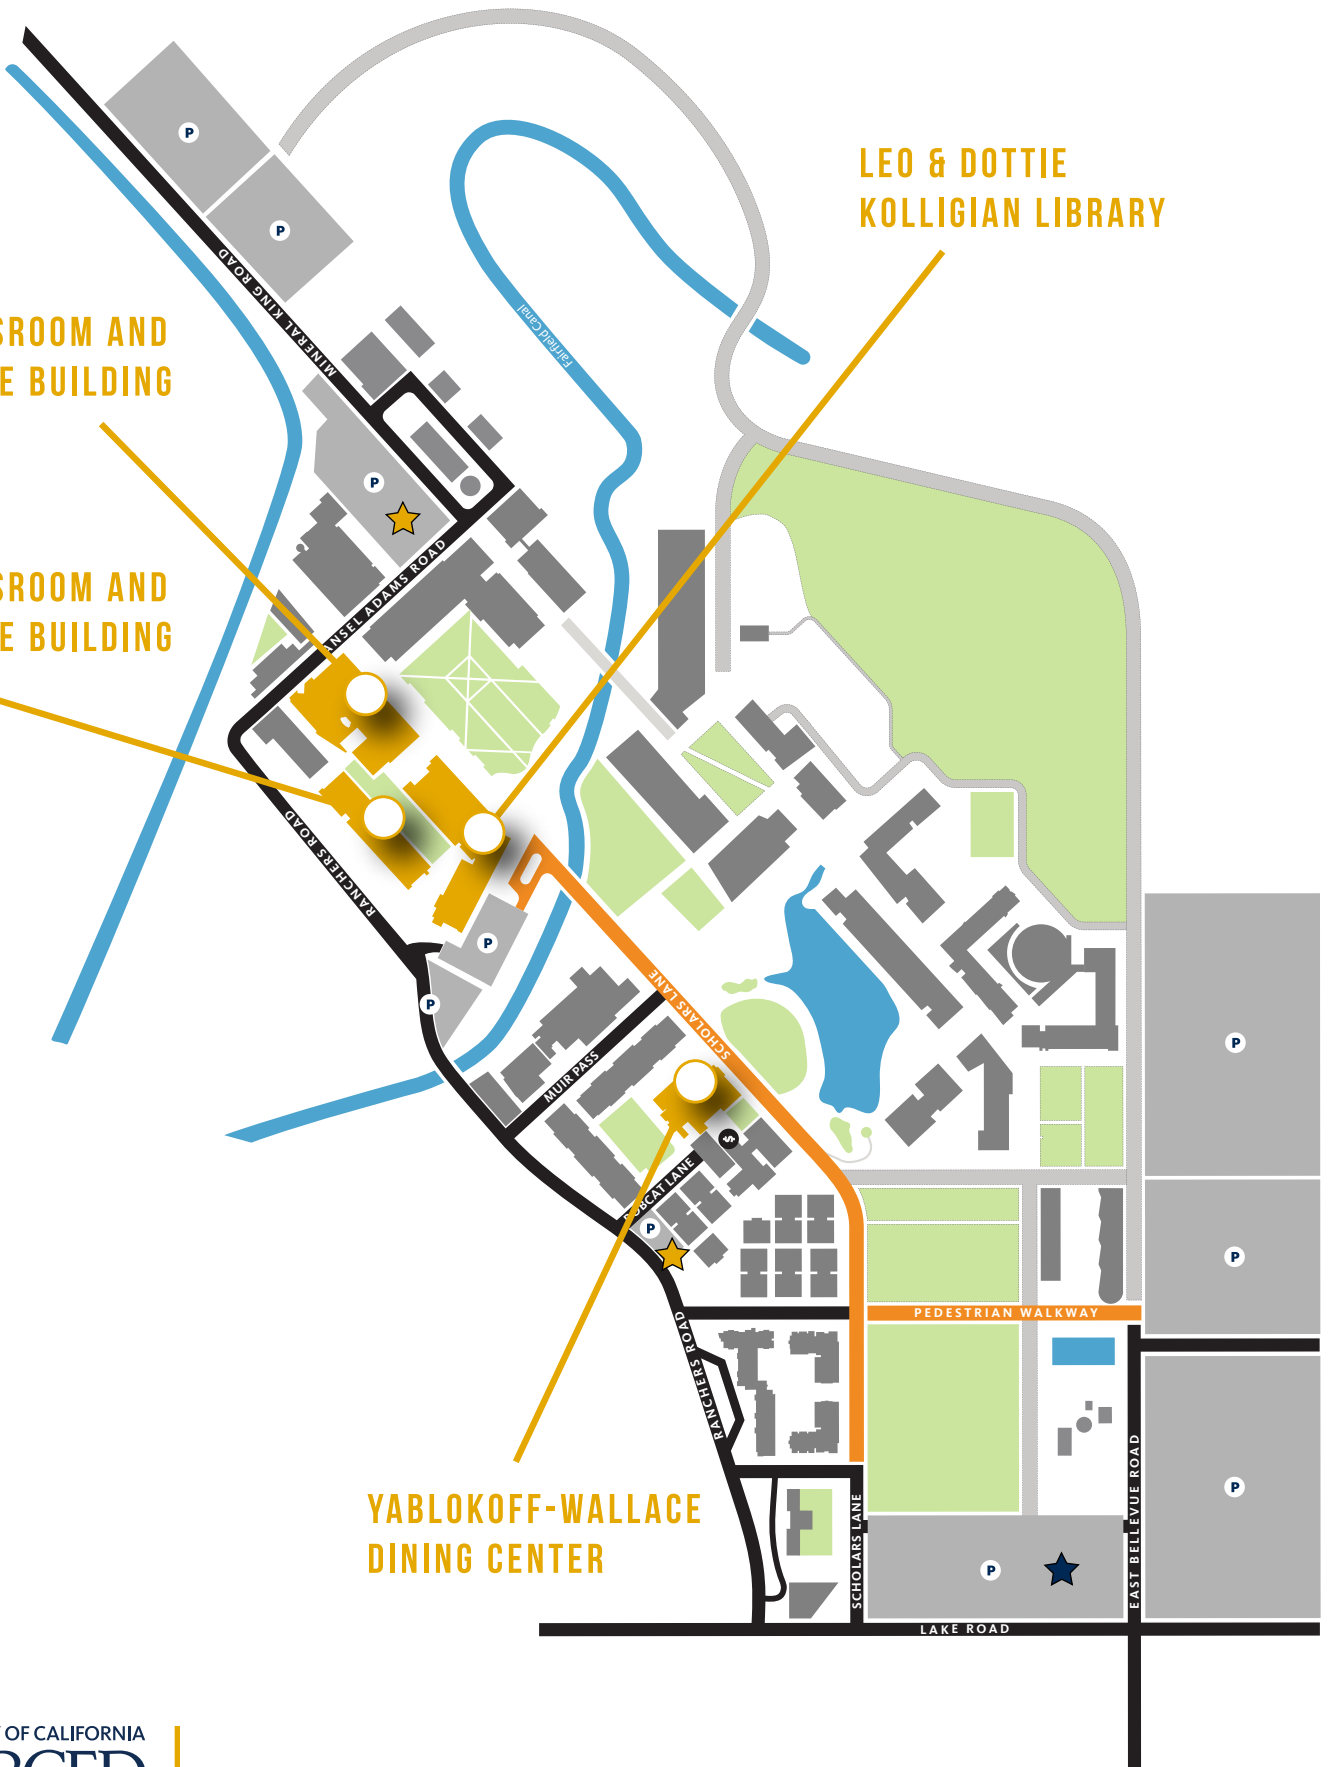 LEO & DOTTIE
KOLLIGIAN LIBRARY
P
P
MINERAL KING ROAD
Fairfield Canal
SROOM AND
E BUILDING
P
ANSEL ADAMS ROAD
SROOM AND
E BUILDING
RANCHERS ROAD
P
P
SCHOLARS LANE
MUIR PASS
P
$
BOBCAT LANE
P
P
PEDESTRIAN WALKWAY
RANCHERS ROAD
P
YABLOKOFF-WALLACE
DINING CENTER
SCHOLARS LANE
EAST BELLEVUE ROAD
P
LAKE ROAD
OF CALIFORNIA
RCED